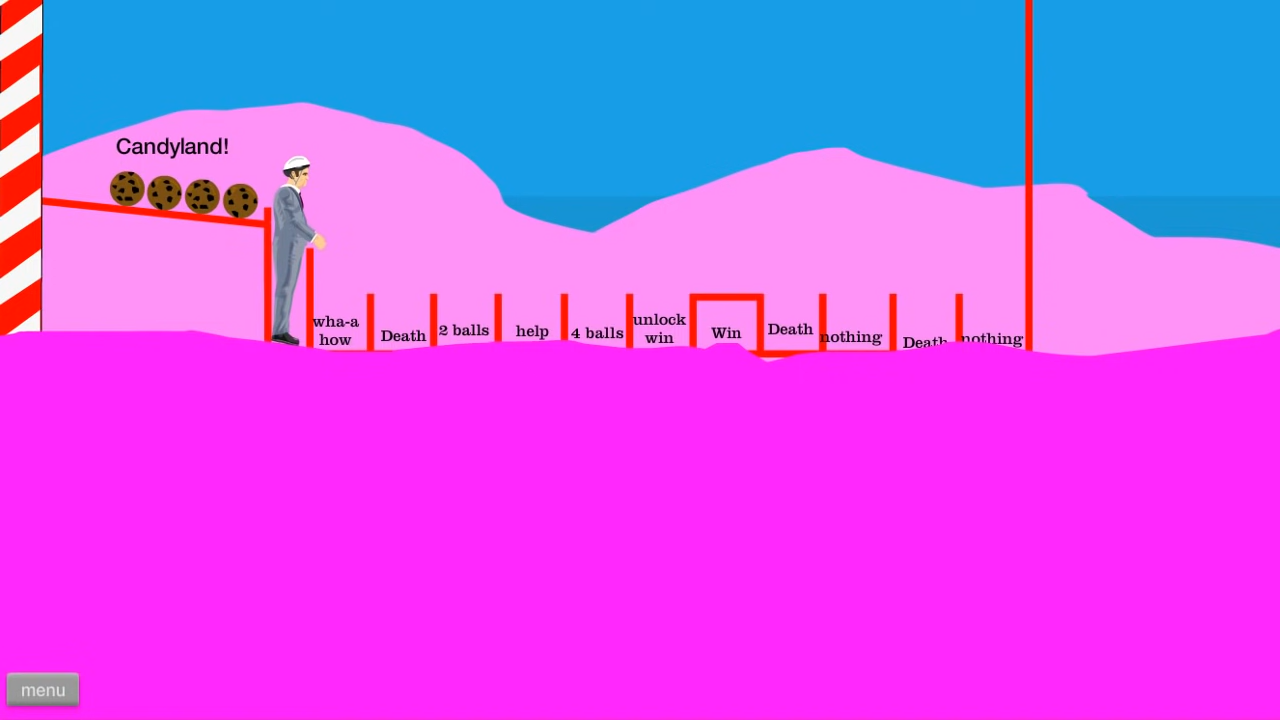 Candyland!
wha-a
how
Death
2 balls
help
4 balls
unlock
win
Win
Death
nothing
Death
nothing
menu